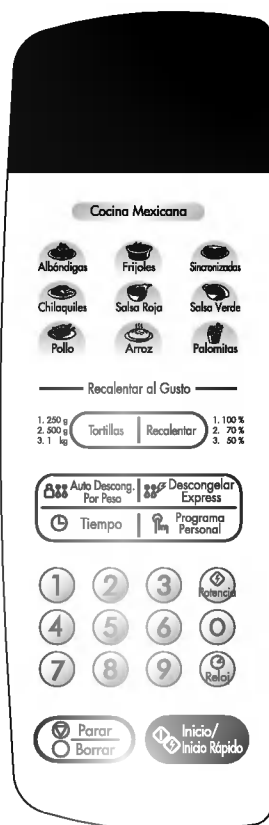 Cocina Mexicana
Albóndigas Frijoles Sincronizadas
Chilaquiles Salsa Roja Salsa Verde
Pollo Arroz Palomitas
Recalentar al Gusto
1. 250 g
2. 500 g
3. 1 kg
Tortillas Recalentar
1. 100 %
2. 70 %
3. 50 %
Auto Descong.
Por Peso
Descongelar
Express
Tiempo
Programa
Personal
1 2 3 Potencia
4 5 6 0
7 8 9 Reloj
Parar
Borrar
Inicio/
Inicio Rápido